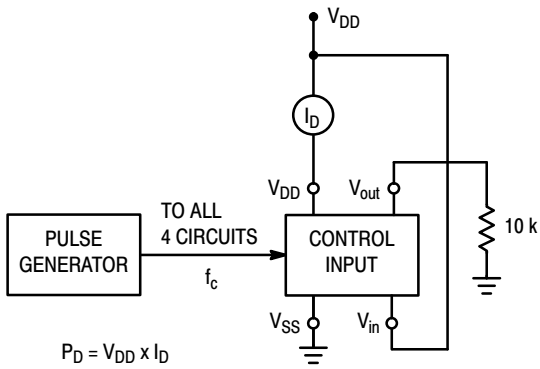 V_DD
I_D
V_DD
V_out
TO ALL
4 CIRCUITS
PULSE
GENERATOR
f_c
CONTROL
INPUT
10 k
V_SS
V_in
P_D = V_DD x I_D